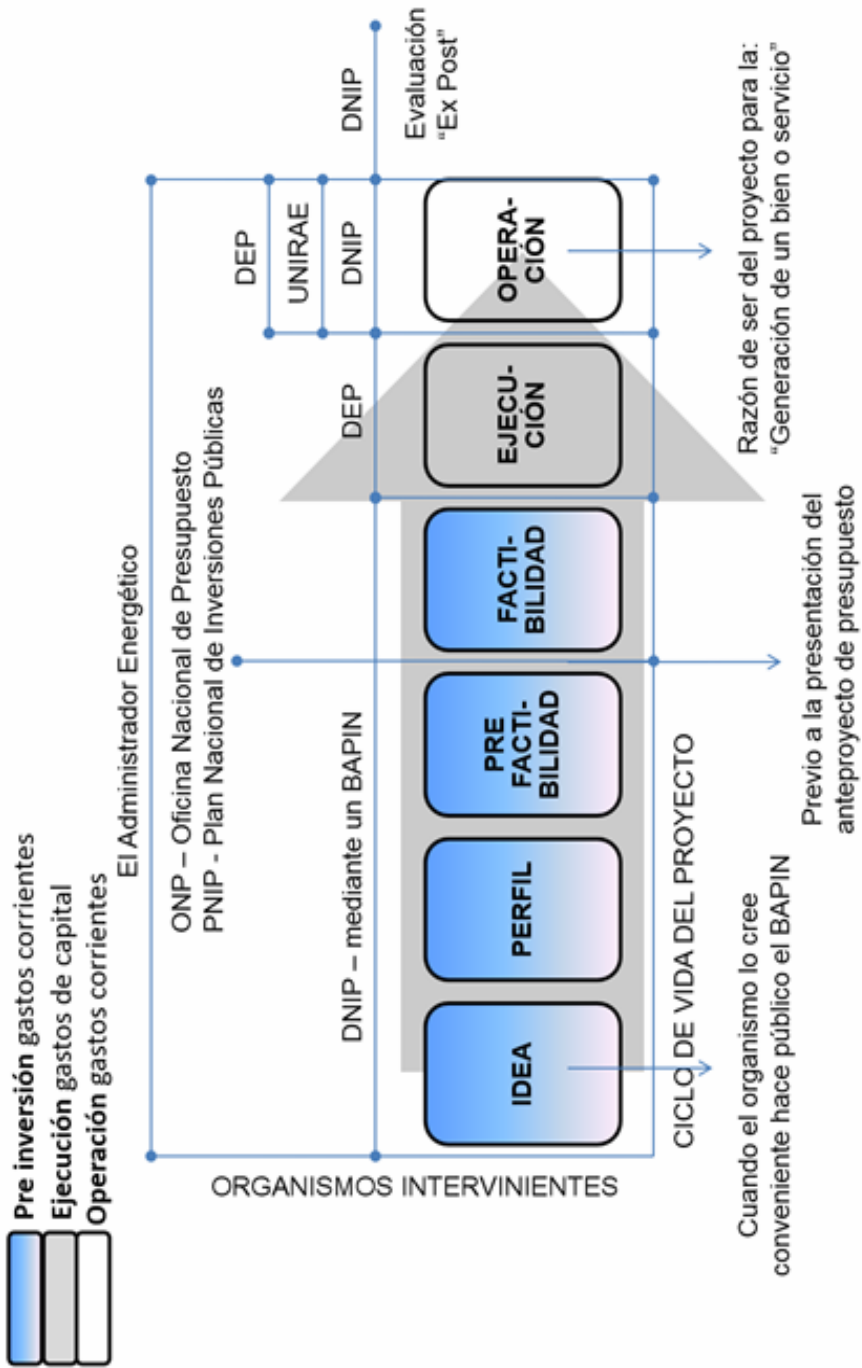 Pre inversión gastos corrientes
Ejecución gastos de capital
Operación gastos corrientes
El Administrador Energético
ONP – Oficina Nacional de Presupuesto
PNIP - Plan Nacional de Inversiones Públicas
DEP
UNIRAE
DNIP – mediante un BAPIN
DEP
DNIP
DNIP
Evaluación
“Ex Post”
ORGANISMOS INTERVINIENTES
IDEA
PERFIL
PRE
FACTI-
BILIDAD
FACTI-
BILIDAD
EJECU-
CIÓN
OPERA-
CIÓN
CICLO DE VIDA DEL PROYECTO
Cuando el organismo lo cree
conveniente hace público el BAPIN
Previo a la presentación del
anteproyecto de presupuesto
Razón de ser del proyecto para la:
“Generación de un bien o servicio”